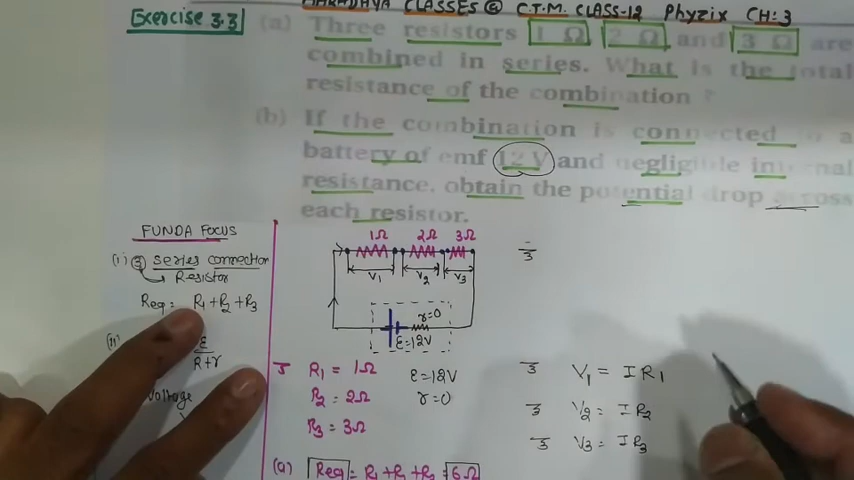 CLASSES @ C.T.M. CLASS-12 Phyzix CH:3
Exercise 3.3
(a) Three resistors 1 Ω 2 Ω and 3 Ω are
combined in series. What is the total
resistance of the combination ?
(b) If the combination is connected to a
battery of emf 12 V and negligible internal
resistance, obtain the potential drop across
each resistor.
FUNDA FOCUS
(i) 3 series connection
Resistor
Req = R1 + R2 + R3
(ii)
ε
R+r
Voltage
1Ω 2Ω 3Ω
V1 V2 V3
r=0
ε=12V
R1 = 1Ω ε=12V
R2 = 2Ω r=0
R3 = 3Ω
(a) Req = R1 + R2 + R3 = 6Ω
V1 = IR1
V2 = IR2
V3 = IR3